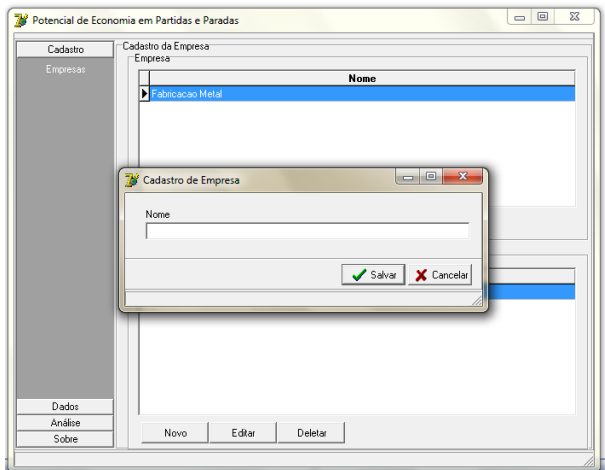 Potencial de Economia em Partidas e Paradas
Cadastro
Empresas
Cadastro da Empresa
Empresa
Nome
Fabricacao Metal
Cadastro de Empresa
Nome
Salvar
Cancelar
Dados
Análise
Sobre
Novo
Editar
Deletar